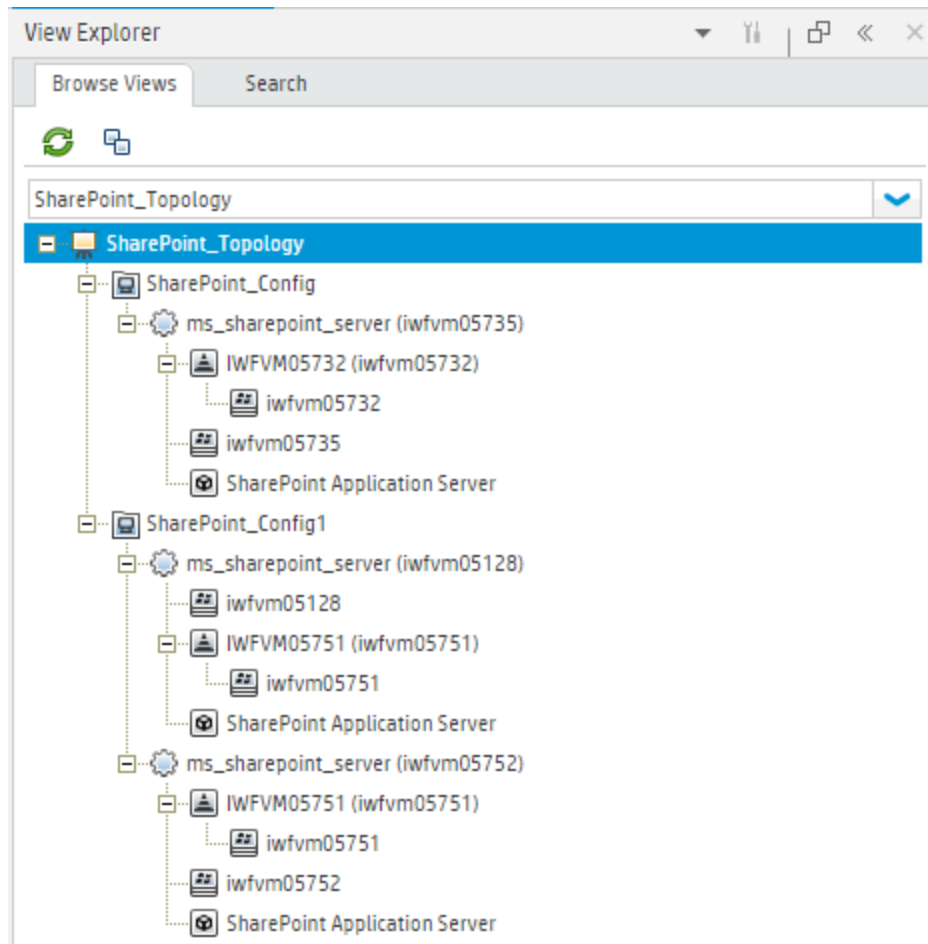 View Explorer
Browse Views Search
SharePoint_Topology
SharePoint_Topology
SharePoint_Config
ms_sharepoint_server (iwfvm05735)
IWFVM05732 (iwfvm05732)
iwfvm05732
iwfvm05735
SharePoint Application Server
SharePoint_Config1
ms_sharepoint_server (iwfvm05128)
iwfvm05128
IWFVM05751 (iwfvm05751)
iwfvm05751
SharePoint Application Server
ms_sharepoint_server (iwfvm05752)
IWFVM05751 (iwfvm05751)
iwfvm05751
iwfvm05752
SharePoint Application Server